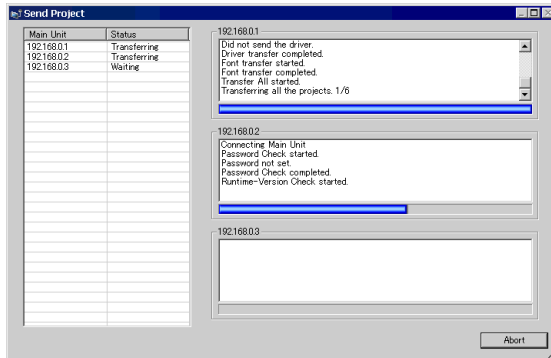 Send Project
Main Unit Status
192.168.0.1 Transferring
192.168.0.2 Transferring
192.168.0.3 Waiting
192.168.0.1
Did not send the driver.
Driver transfer completed.
Font transfer started.
Font transfer completed.
Transfer All started.
Transferring all the projects. 1/6
192.168.0.2
Connecting Main Unit
Password Check started.
Password not set.
Password Check completed.
Runtime-Version Check started.
192.168.0.3
Abort